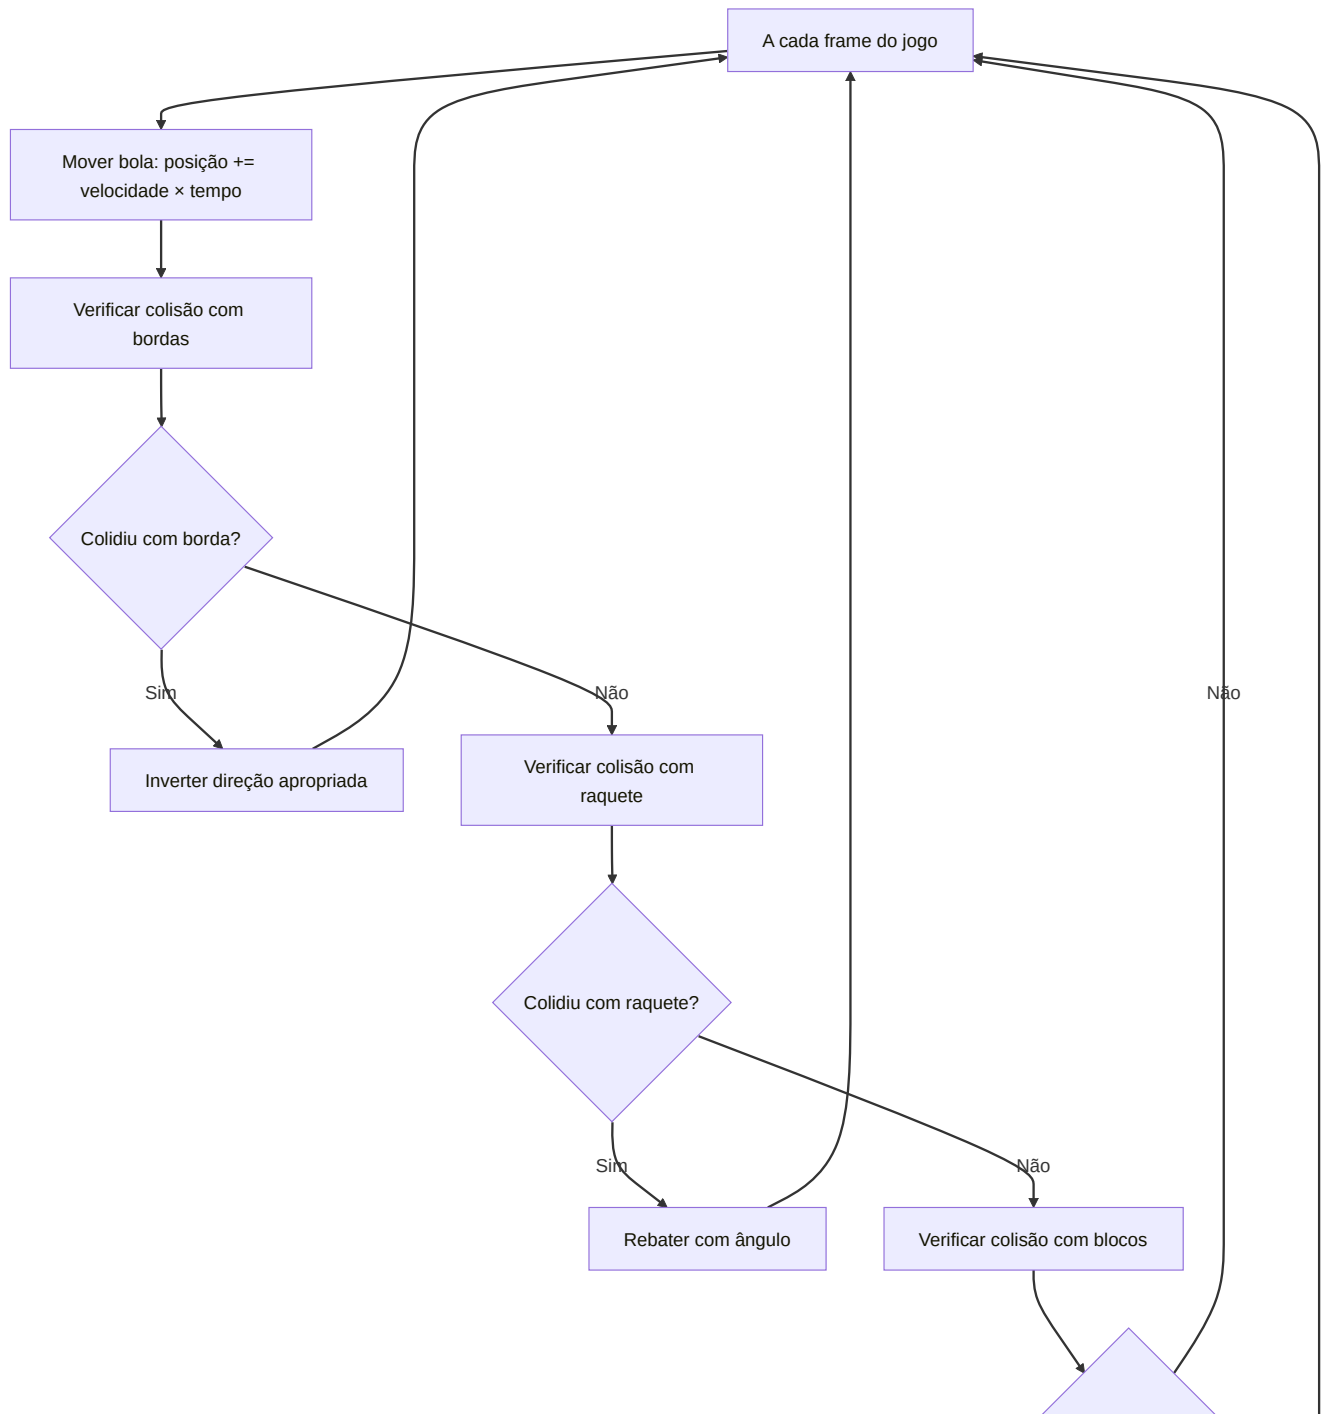 A cada frame do jogo
Mover bola: posição +=
velocidade × tempo
Verificar colisão com
bordas
Colidiu com borda?
Sim
Não
Não
Inverter direção apropriada
Verificar colisão com
raquete
Colidiu com raquete?
Sim
Não
Rebater com ângulo
Verificar colisão com blocos